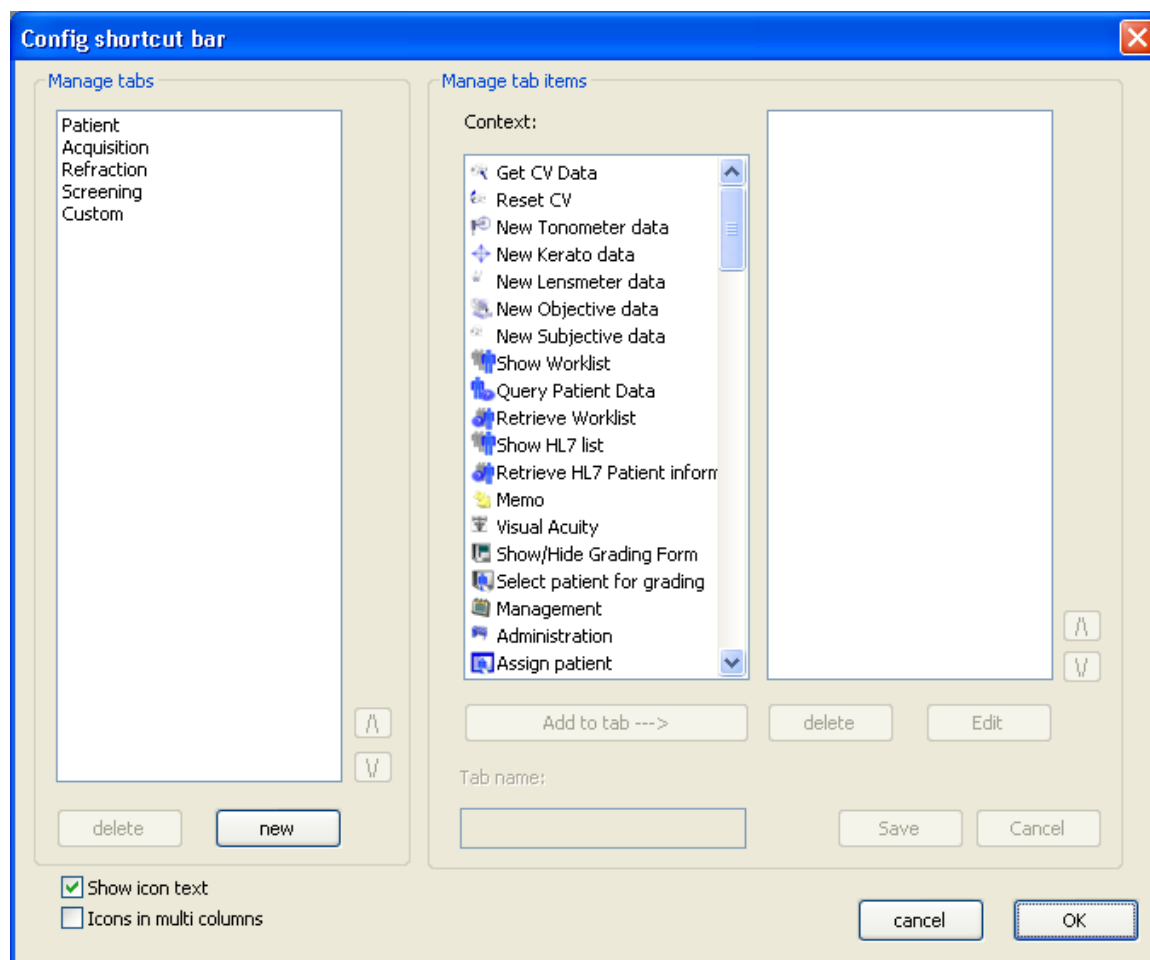 Config shortcut bar
Manage tabs
Patient
Acquisition
Refraction
Screening
Custom
/\
\/
delete
new
Manage tab items
Context:
Get CV Data
Reset CV
New Tonometer data
New Kerato data
New Lensmeter data
New Objective data
New Subjective data
Show Worklist
Query Patient Data
Retrieve Worklist
Show HL7 list
Retrieve HL7 Patient inform
Memo
Visual Acuity
Show/Hide Grading Form
Select patient for grading
Management
Administration
Assign patient
/\
\/
Add to tab --->
delete
Edit
Tab name:
Save
Cancel
Show icon text
Icons in multi columns
cancel
OK